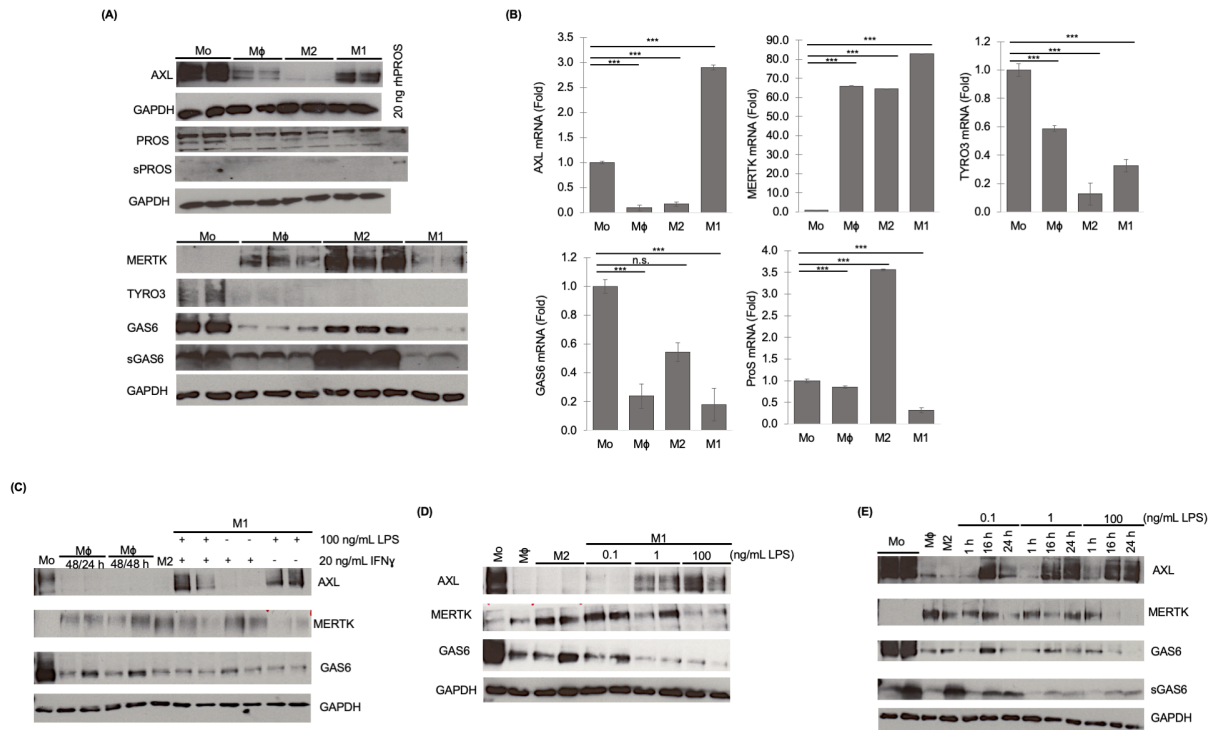 (A)
Mo Mϕ M2 M1
20 ng rhPROS
AXL
GAPDH
PROS
sPROS
GAPDH
Mo Mϕ M2 M1
MERTK
TYRO3
GAS6
sGAS6
GAPDH
(B)
AXL mRNA (Fold)
3.5
3.0
2.5
2.0
1.5
1.0
0.5
0.0
***
***
***
Mo Mϕ M2 M1
MERTK mRNA (Fold)
90.0
80.0
70.0
60.0
50.0
40.0
30.0
20.0
10.0
0.0
***
***
***
Mo Mϕ M2 M1
TYRO3 mRNA (Fold)
1.2
1.0
0.8
0.6
0.4
0.2
0.0
***
***
***
Mo Mϕ M2 M1
GAS6 mRNA (Fold)
1.2
1.0
0.8
0.6
0.4
0.2
0.0
***
n.s.
***
Mo Mϕ M2 M1
ProS mRNA (Fold)
4.0
3.5
3.0
2.5
2.0
1.5
1.0
0.5
0.0
***
***
***
Mo Mϕ M2 M1
(C)
M1
+ + - - + + 100 ng/mL LPS
Mo Mϕ 48/24 h Mϕ 48/48 h M2 + + + + - - 20 ng/mL IFNɣ
AXL
MERTK
GAS6
GAPDH
(D)
M1
Mo Mϕ M2 0.1 1 100 (ng/mL LPS)
AXL
MERTK
GAS6
GAPDH
(E)
0.1 1 100 (ng/mL LPS)
Mo Mϕ M2 1 h 16 h 24 h 1 h 16 h 24 h 1 h 16 h 24 h
AXL
MERTK
GAS6
sGAS6
GAPDH